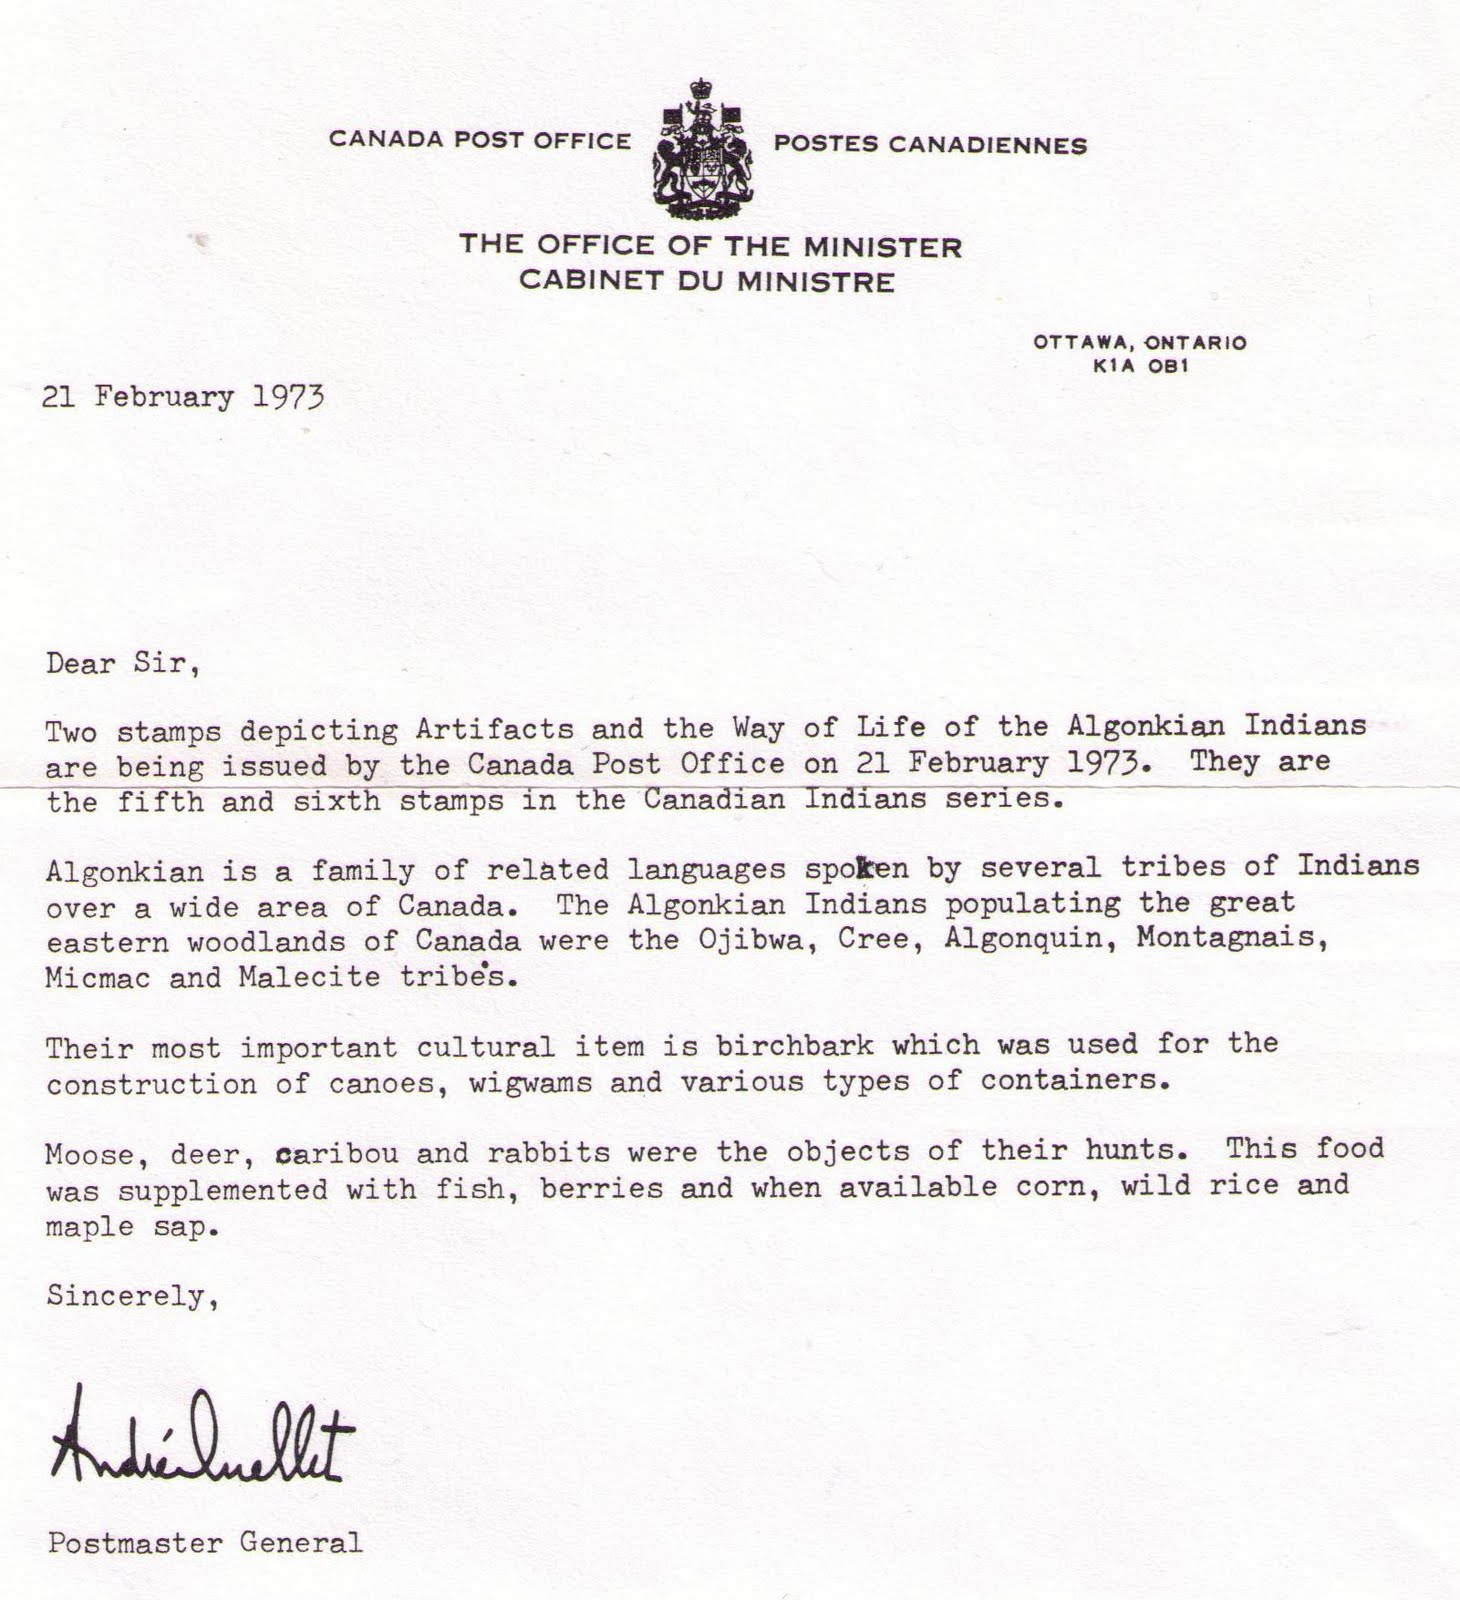 CANADA POST OFFICE POSTES CANADIENNES
THE OFFICE OF THE MINISTER
CABINET DU MINISTRE
OTTAWA, ONTARIO
K1A 0B1
21 February 1973
Dear Sir,
Two stamps depicting Artifacts and the Way of Life of the Algonkian Indians
are being issued by the Canada Post Office on 21 February 1973. They are
the fifth and sixth stamps in the Canadian Indians series.
Algonkian is a family of related languages spoken by several tribes of Indians
over a wide area of Canada. The Algonkian Indians populating the great
eastern woodlands of Canada were the Ojibwa, Cree, Algonquin, Montagnais,
Micmac and Malecite tribes.
Their most important cultural item is birchbark which was used for the
construction of canoes, wigwams and various types of containers.
Moose, deer, caribou and rabbits were the objects of their hunts. This food
was supplemented with fish, berries and when available corn, wild rice and
maple sap.
Sincerely,
André Ouellet
Postmaster General